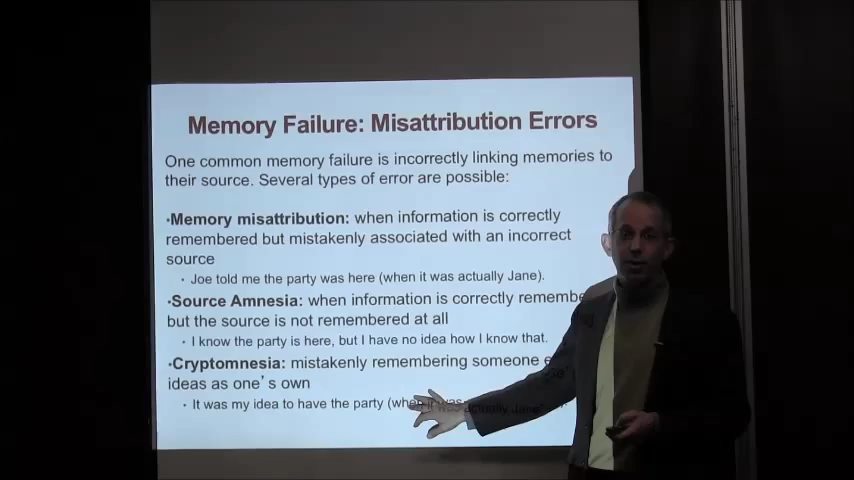 Memory Failure: Misattribution Errors
One common memory failure is incorrectly linking memories to
their source. Several types of error are possible:
•Memory misattribution: when information is correctly
remembered but mistakenly associated with an incorrect
source
• Joe told me the party was here (when it was actually Jane).
•Source Amnesia: when information is correctly remembe
but the source is not remembered at all
• I know the party is here, but I have no idea how I know that.
•Cryptomnesia: mistakenly remembering someone e
ideas as one's own
• It was my idea to have the party (when it was actually Jane